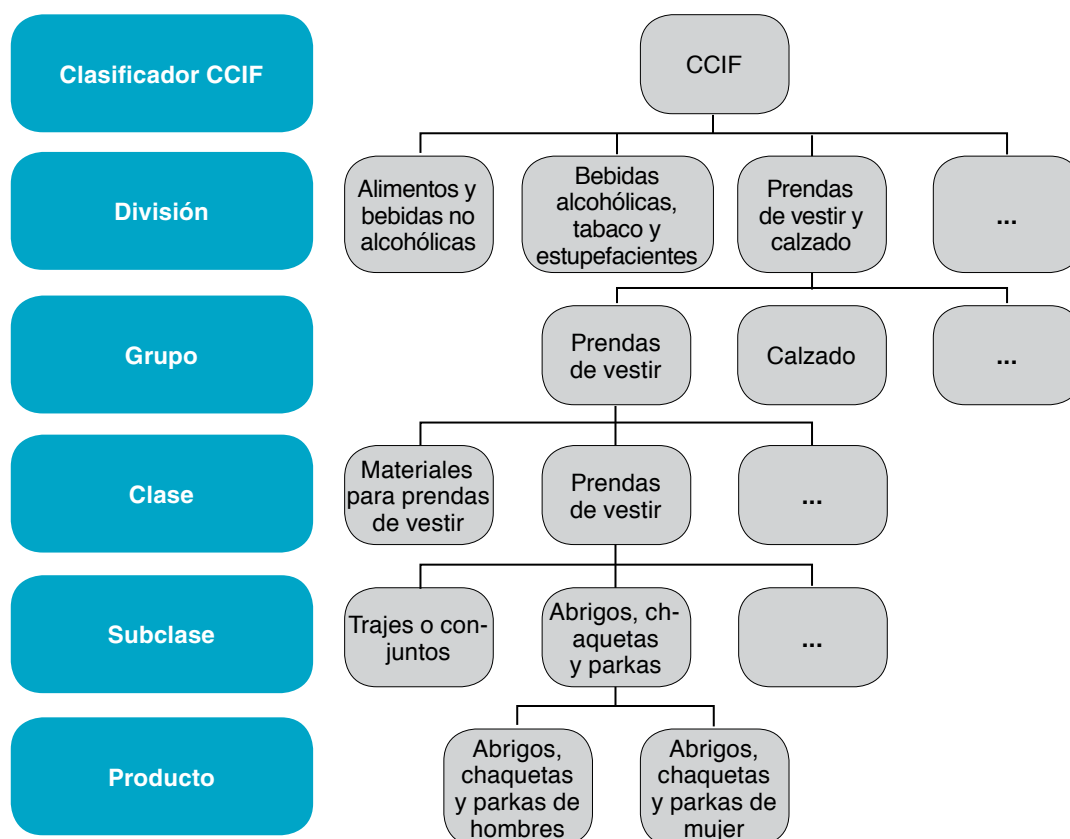 Clasificador CCIF
CCIF
División
Alimentos y
bebidas no
alcohólicas
Bebidas
alcohólicas,
tabaco y
estupefacientes
Prendas
de vestir y
calzado
...
Grupo
Prendas
de vestir
Calzado
...
Clase
Materiales
para prendas
de vestir
Prendas
de vestir
...
Subclase
Trajes o con-
juntos
Abrigos, ch-
aquetas
y parkas
...
Producto
Abrigos,
chaquetas
y parkas de
hombres
Abrigos,
chaquetas
y parkas de
mujer